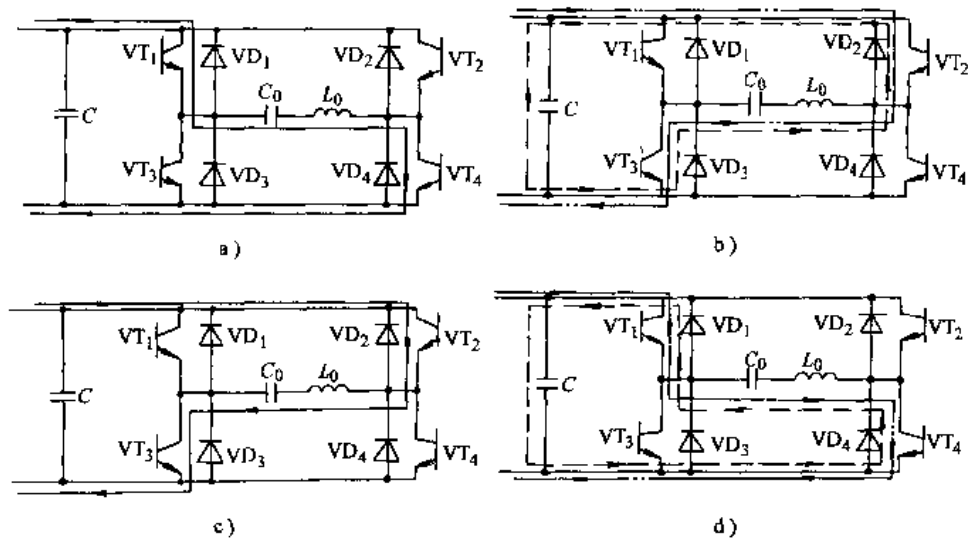 VT1 VD1 VD2 VT2
C C0 L0
VT3 VD3 VD4 VT4
a)
VT1 VD1 VD2 VT2
C C0 L0
VT3 VD3 VD4 VT4
b)
VT1 VD1 VD2 VT2
C C0 L0
VT3 VD3 VD4 VT4
c)
VT1 VD1 VD2 VT2
C C0 L0
VT3 VD3 VD4 VT4
d)